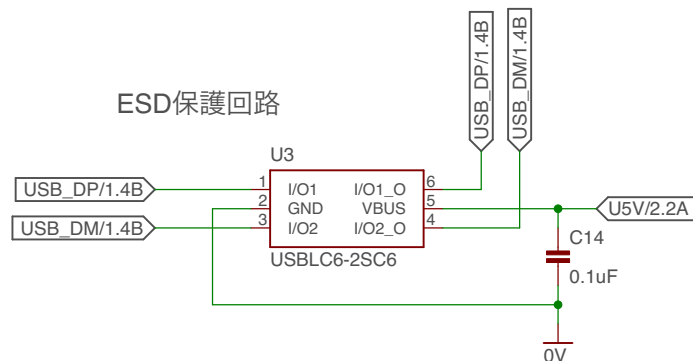 USB_DP/1.4B
USB_DM/1.4B
ESD保護回路
U3
USB_DP/1.4B
1
I/O1
I/O1_O
6
2
GND
VBUS
5
U5V/2.2A
USB_DM/1.4B
3
I/O2
I/O2_O
4
USBLC6-2SC6
C14
0.1uF
0V